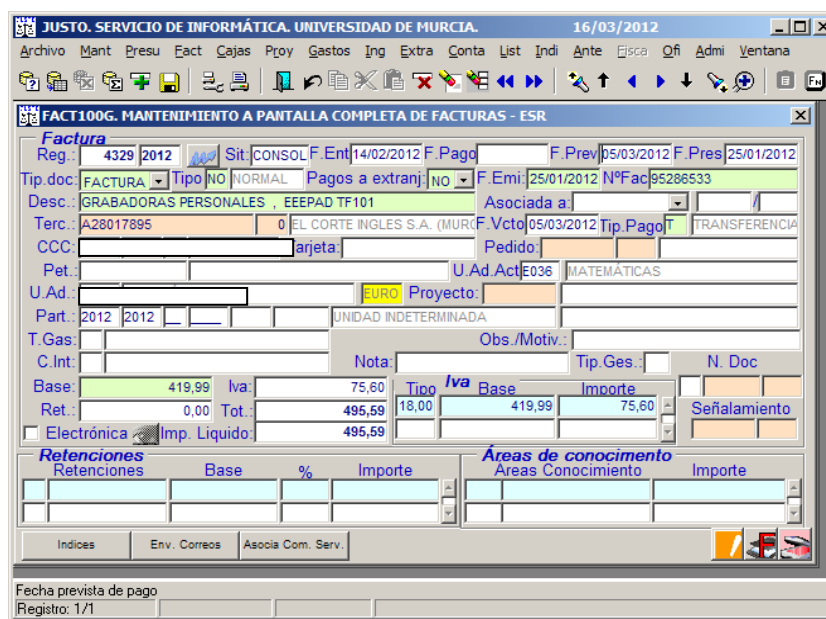 JUSTO. SERVICIO DE INFORMÁTICA. UNIVERSIDAD DE MURCIA. 16/03/2012
Archivo Mant Presu Fact Cajas Proy Gastos Ing Extra Conta List Indi Ante Fisca Ofi Admi Ventana
FACT100G. MANTENIMIENTO A PANTALLA COMPLETA DE FACTURAS - ESR
Factura
Reg.: 4329 2012 Sit: CONSOL F.Ent 14/02/2012 F.Pago F.Prev 05/03/2012 F.Pres 25/01/2012
Tip.doc: FACTURA Tipo NO NORMAL Pagos a extranj: NO F.Emi: 25/01/2012 NºFac 95286533
Desc.: GRABADORAS PERSONALES , EEEPAD TF101 Asociada a: /
Terc.: A28017895 0 EL CORTE INGLES S.A. (MURC F.Vcto 05/03/2012 Tip.Pago T TRANSFERENCIA
CCC: Tarjeta: Pedido:
Pet.: U.Ad.Act E036 MATEMÁTICAS
U.Ad.: EURO Proyecto:
Part.: 2012 2012 __ ____ UNIDAD INDETERMINADA
T.Gas: Obs./Motiv.:
C.Int: Nota: Tip.Ges.: N. Doc
Base: 419,99 Iva: 75,60 Tipo Iva Base Importe
Ret.: 0,00 Tot.: 495,59 18,00 419,99 75,60 Señalamiento
Electrónica Imp. Liquido: 495,59
Retenciones Áreas de conocimento
Retenciones Base % Importe Areas Conocimiento Importe
Indices Env. Correos Asocia Com. Serv.
Fecha prevista de pago
Registro: 1/1